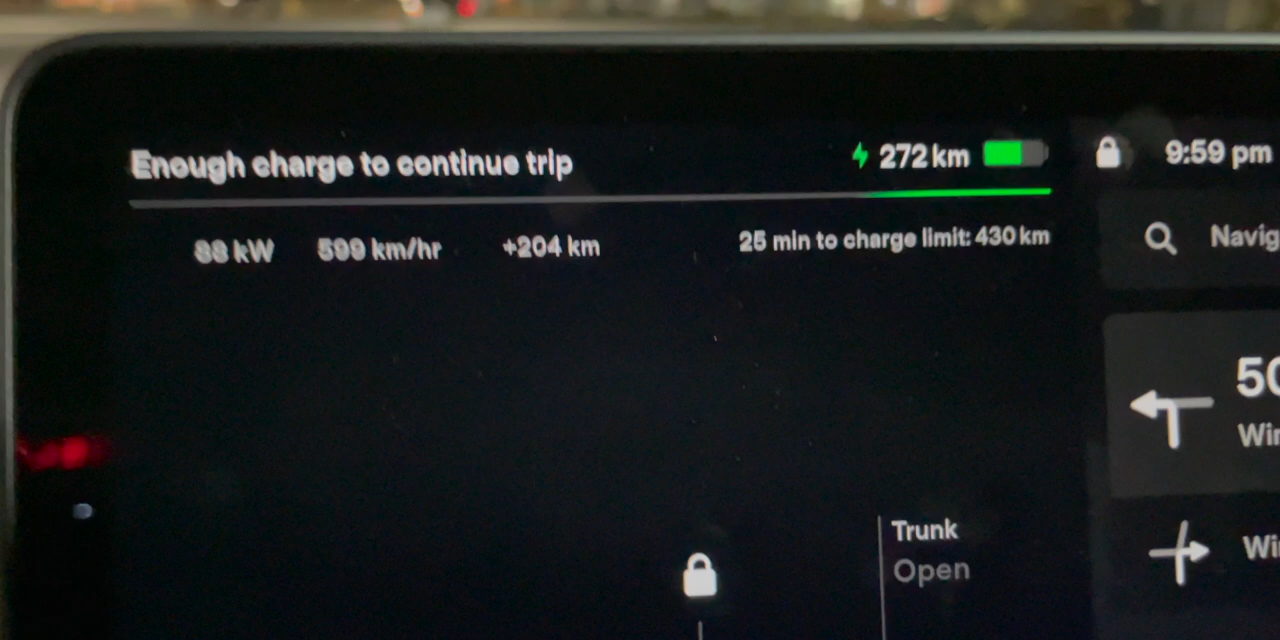 Enough charge to continue trip
272 km
9:59 pm
88 kW 599 km/hr +204 km
25 min to charge limit: 430 km
Navig
50
Wir
Trunk
Open
Wi